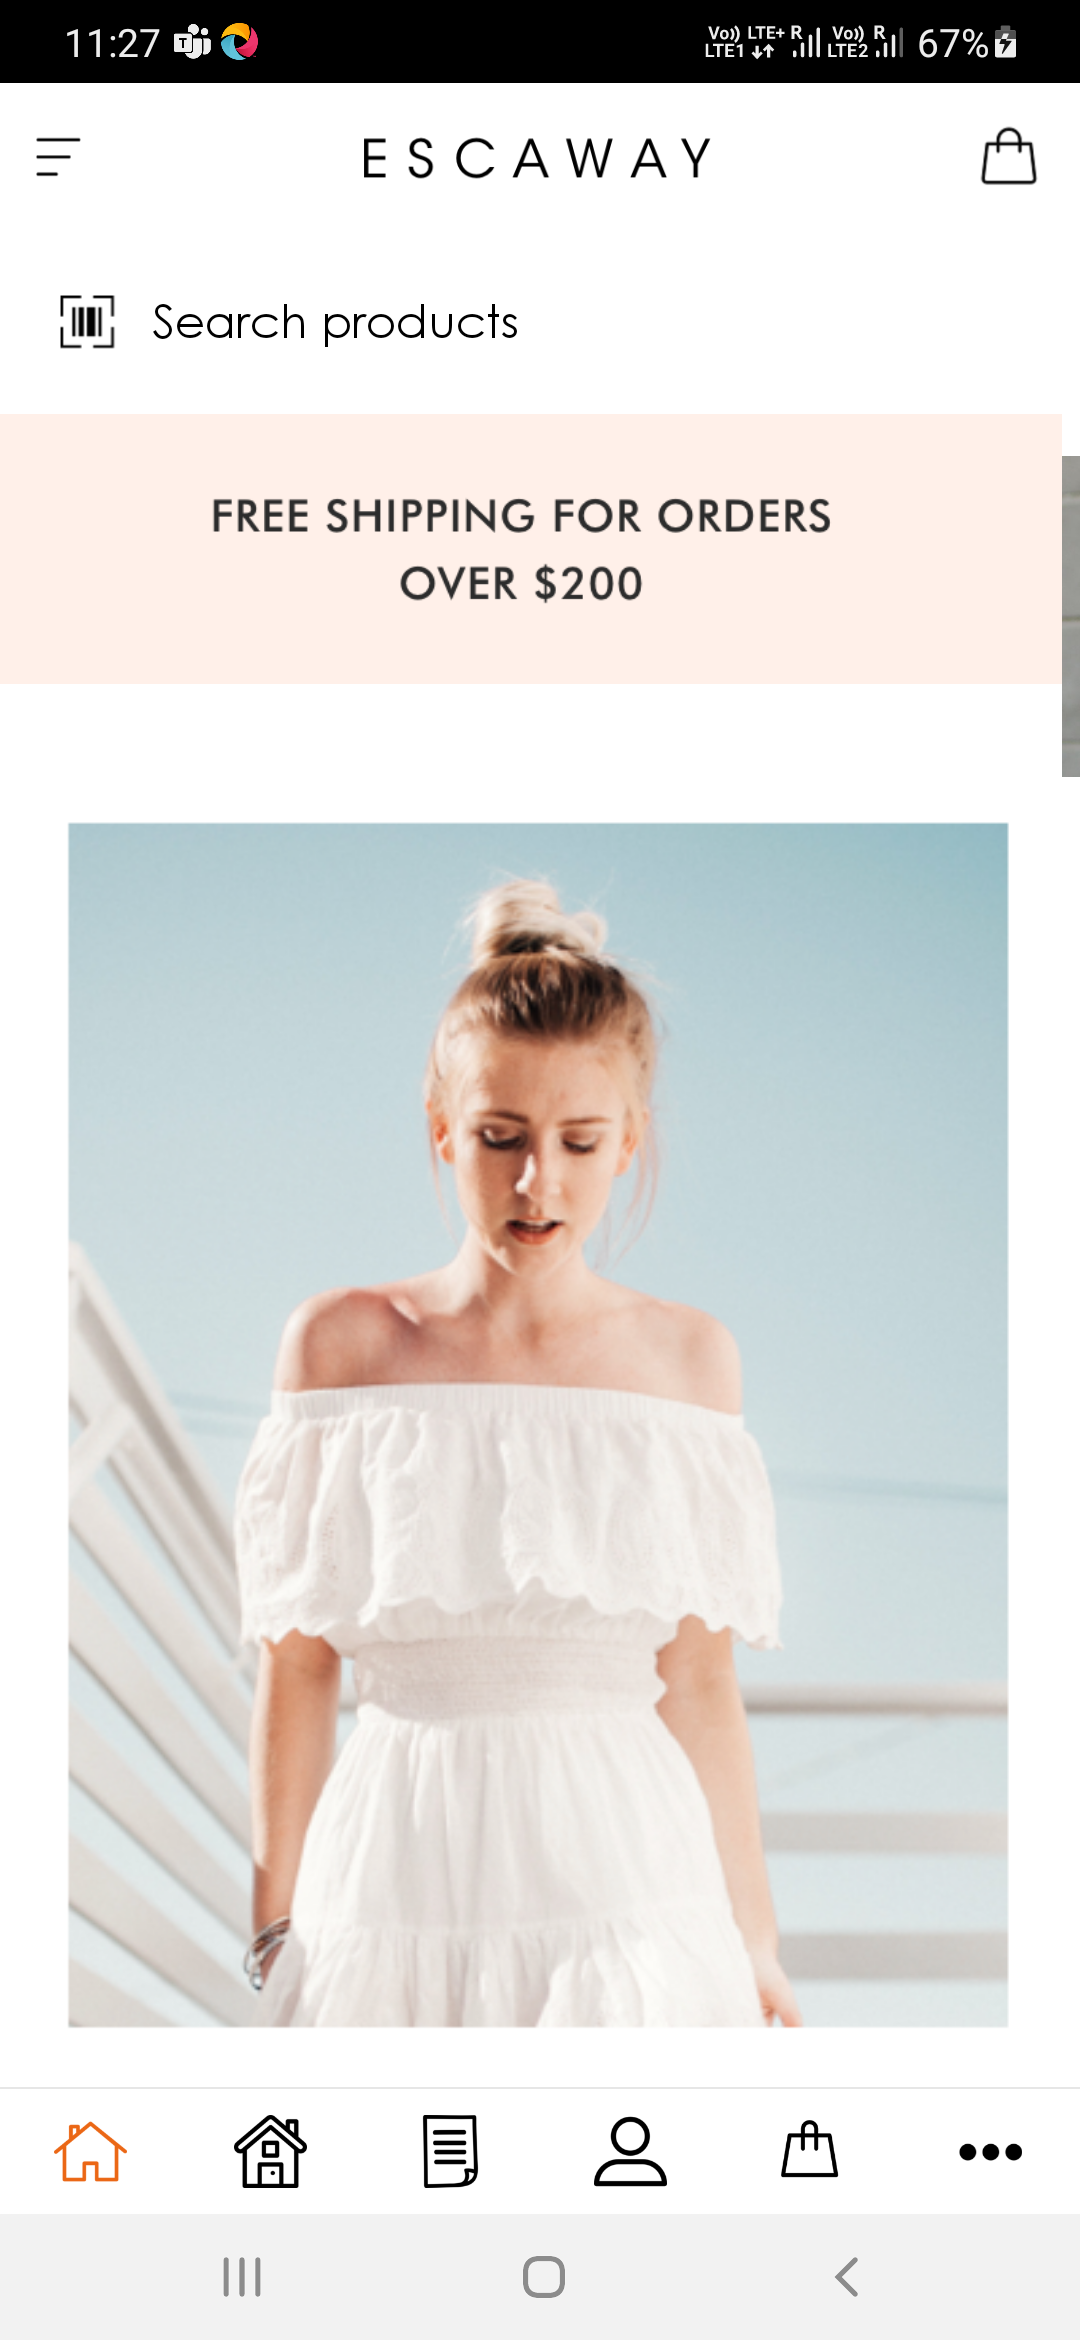 11:27
Vo)) LTE+ R Vo)) R
LTE1 LTE2
67%
ESCAWAY
Search products
FREE SHIPPING FOR ORDERS
OVER $200